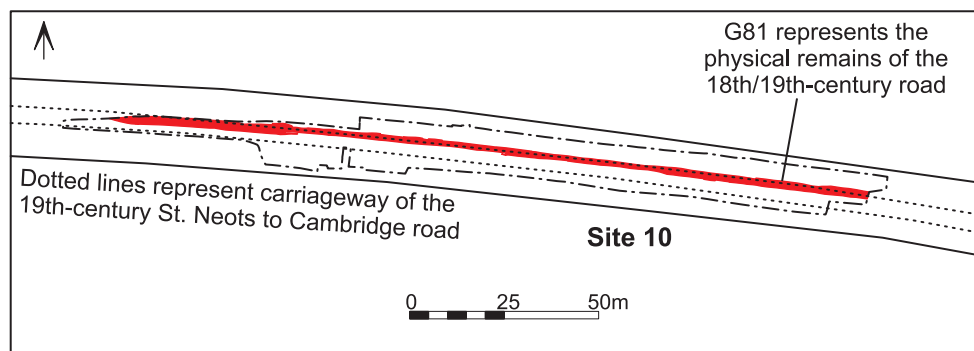 G81 represents the
physical remains of the
18th/19th-century road
Dotted lines represent carriageway of the
19th-century St. Neots to Cambridge road
Site 10
0 25 50m